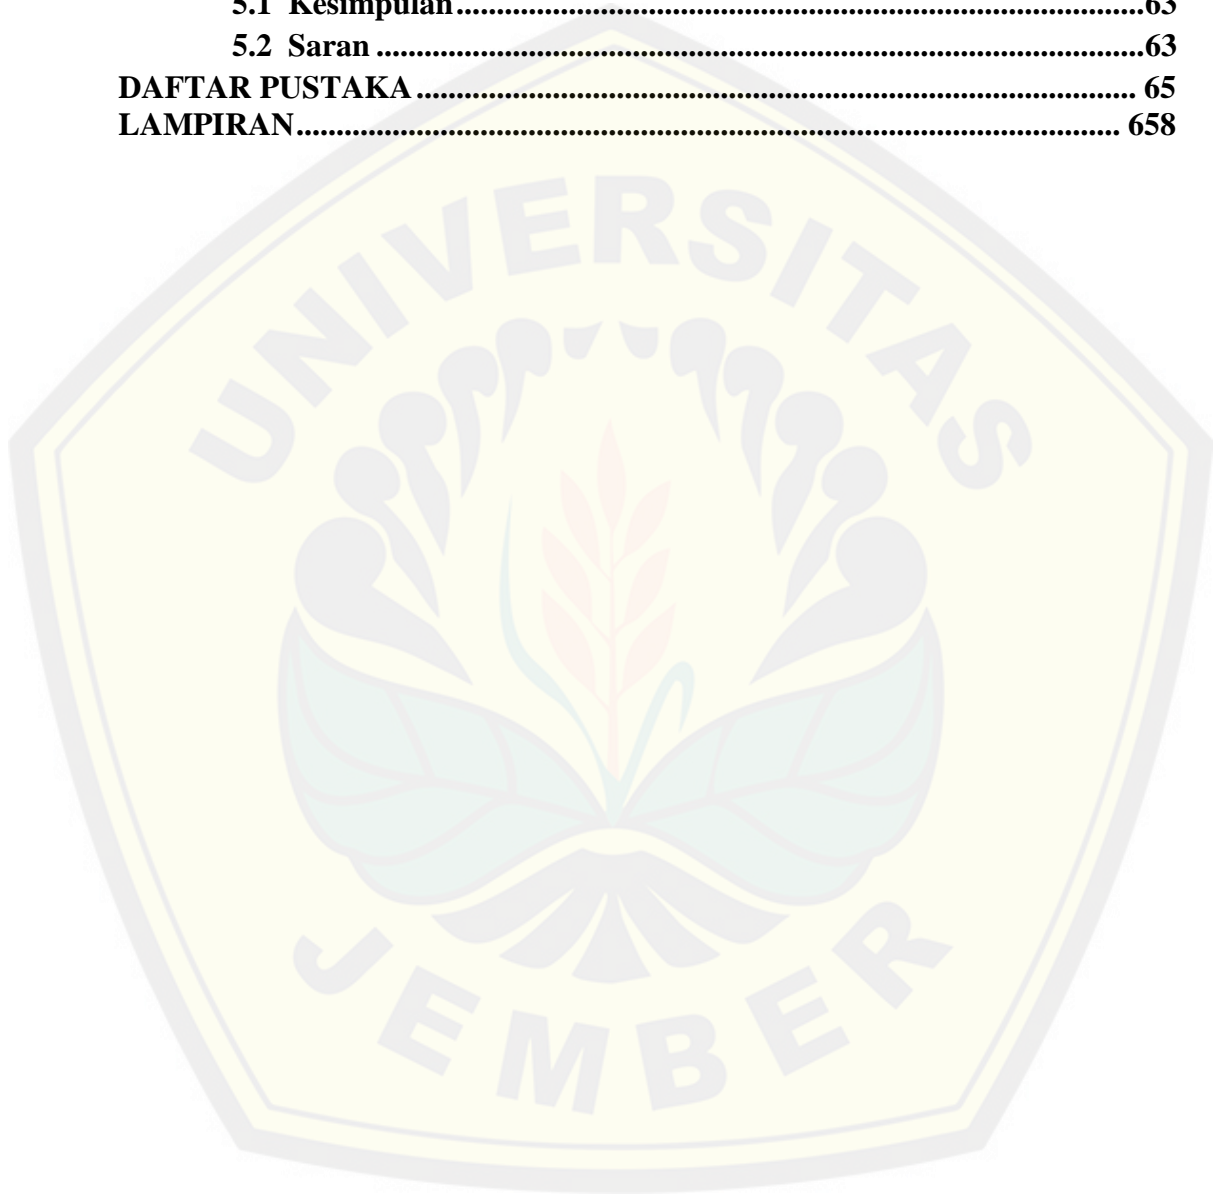 5.1 Kesimpulan........................................................................................63
5.2 Saran ..................................................................................................63
DAFTAR PUSTAKA ............................................................................................ 65
LAMPIRAN......................................................................................................... 658
UNIVERSITAS
JEMBER